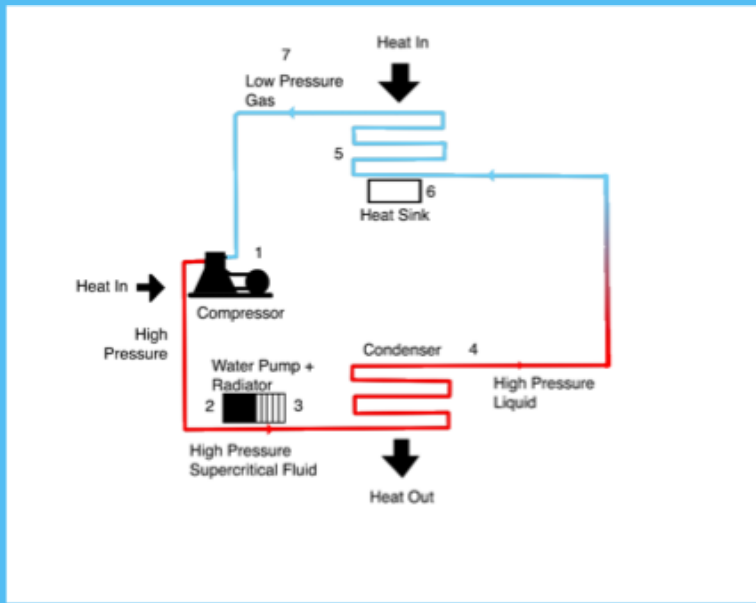 7
Heat In
Low Pressure
Gas
5
6
Heat Sink
1
Heat In
Compressor
High
Pressure
Condenser 4
Water Pump +
Radiator
2 3
High Pressure
Liquid
High Pressure
Supercritical Fluid
Heat Out